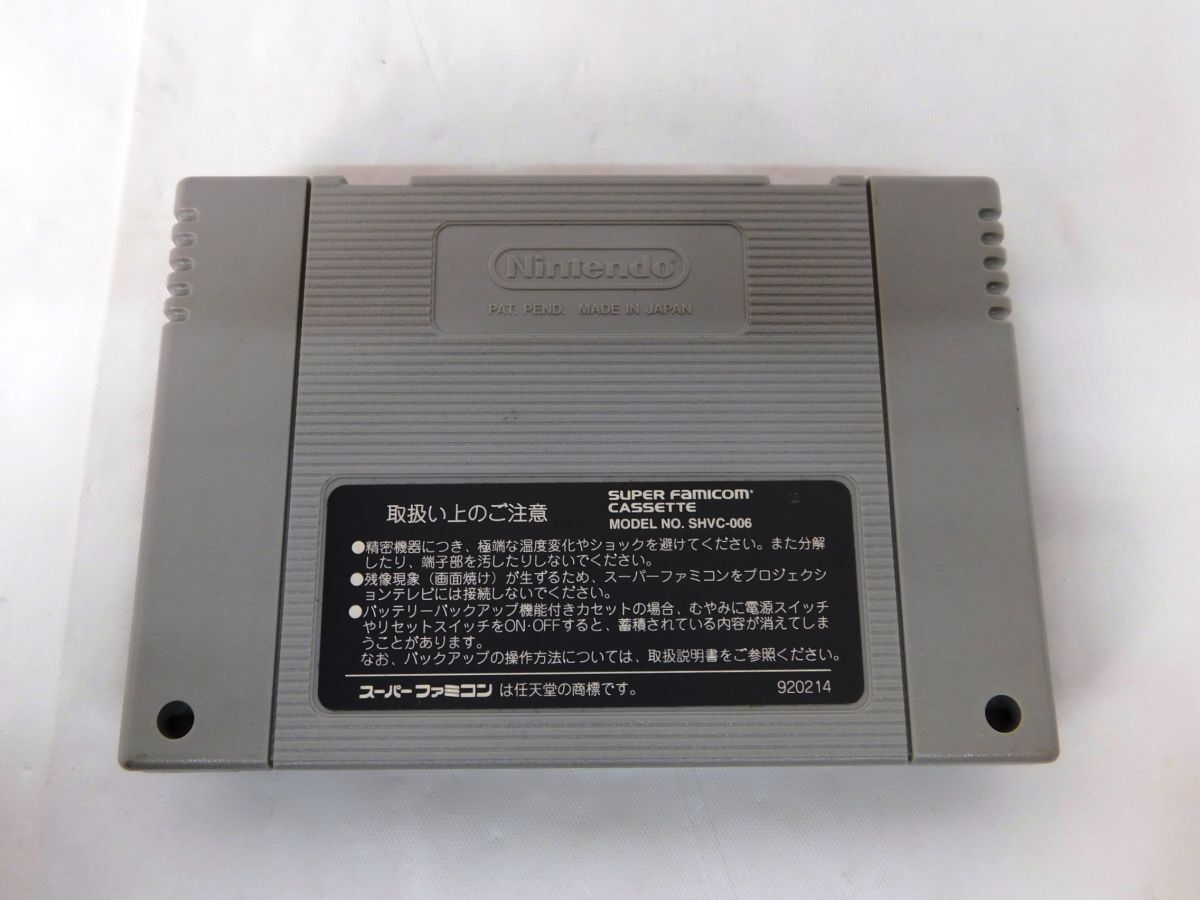 Nintendo
PAT. PEND. MADE IN JAPAN
取扱い上のご注意
SUPER FAMICOM
CASSETTE
MODEL NO. SHVC-006
●精密機器につき、極端な温度変化やショックを避けてください。また分解
したり、端子部を汚したりしないでください。
●残像現象（画面焼け）が生ずるため、スーパーファミコンをプロジェクシ
ョンテレビには接続しないでください。
●バッテリーバックアップ機能付きカセットの場合、むやみに電源スイッチ
やリセットスイッチをON·OFFすると、蓄積されている内容が消えてしま
うことがあります。
なお、バックアップの操作方法については、取扱説明書をご参照ください。
スーパーファミコン は任天堂の商標です。
920214